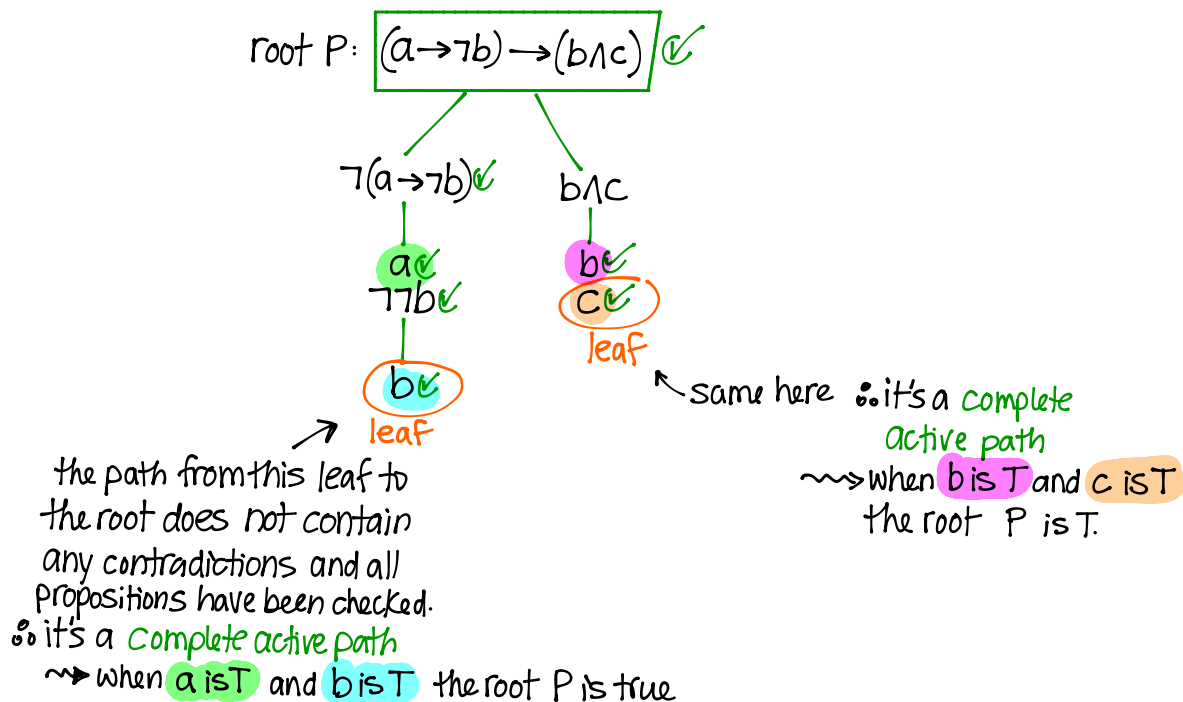 root P: (a→¬b)→(b∧c) ✓
¬(a→¬b)✓
b∧c
a✓
¬¬b✓
b✓
c✓
leaf
b✓
leaf
same here ∴ it's a complete
active path
⇝ when b is T and c is T
the root P is T.
the path from this leaf to
the root does not contain
any contradictions and all
propositions have been checked.
∴ it's a complete active path
⇝ when a is T and b is T the root P is true